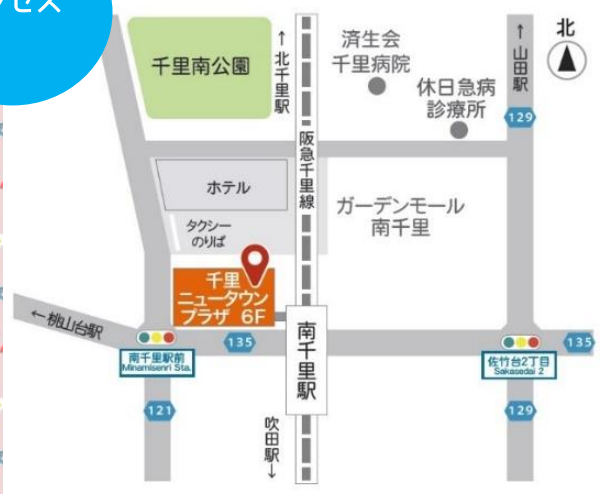 セス
北
千里南公園
↑北千里駅
済生会
千里病院
休日急病
診療所
↑山田駅
129
阪急千里線
ホテル
タクシー
のりば
ガーデンモール
南千里
千里
ニュータウン
プラザ 6F
←桃山台駅
南千里駅前
Minamisenri Sta.
135
南千里駅
佐竹台2丁目
Satakedai 2
135
121
129
吹田駅↓